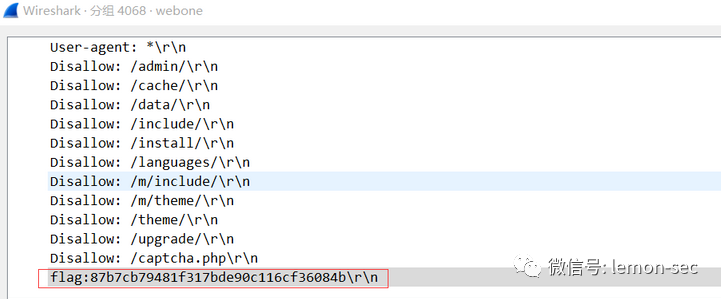 Wireshark · 分组 4068 - webone
User-agent: *\r\n
Disallow: /admin/\r\n
Disallow: /cache/\r\n
Disallow: /data/\r\n
Disallow: /include/\r\n
Disallow: /install/\r\n
Disallow: /languages/\r\n
Disallow: /m/include/\r\n
Disallow: /m/theme/\r\n
Disallow: /theme/\r\n
Disallow: /upgrade/\r\n
Disallow: /captcha.php\r\n
微信号: lemon-sec
flag:87b7cb79481f317bde90c116cf36084b\r\n